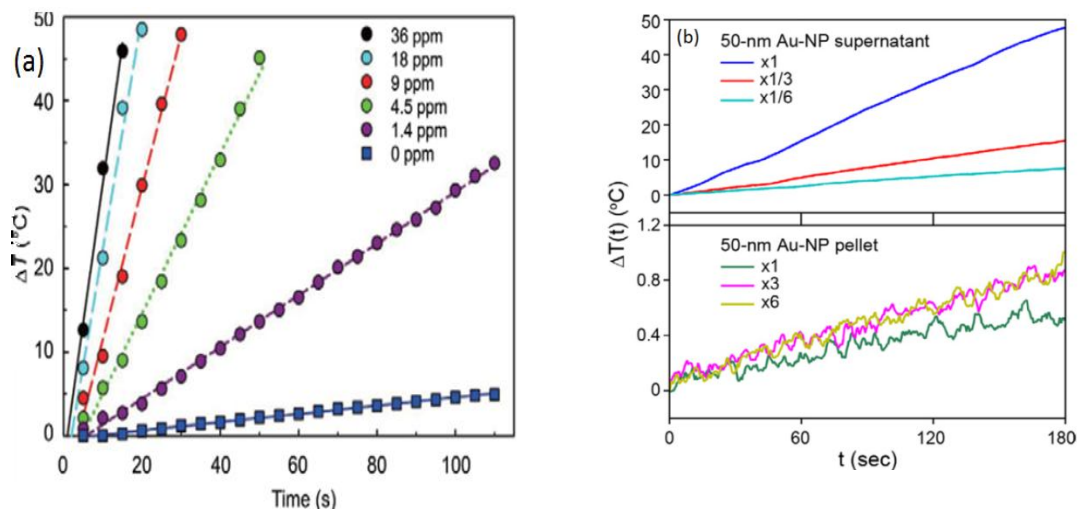 (a)
50
40
30
20
10
0
ΔT (°C)
36 ppm
18 ppm
9 ppm
4.5 ppm
1.4 ppm
0 ppm
0 20 40 60 80 100
Time (s)
(b)
50-nm Au-NP supernatant
x1
x1/3
x1/6
50
40
30
20
10
0
ΔT(t) (°C)
1.2
0.8
0.4
0
50-nm Au-NP pellet
x1
x3
x6
0 60 120 180
t (sec)